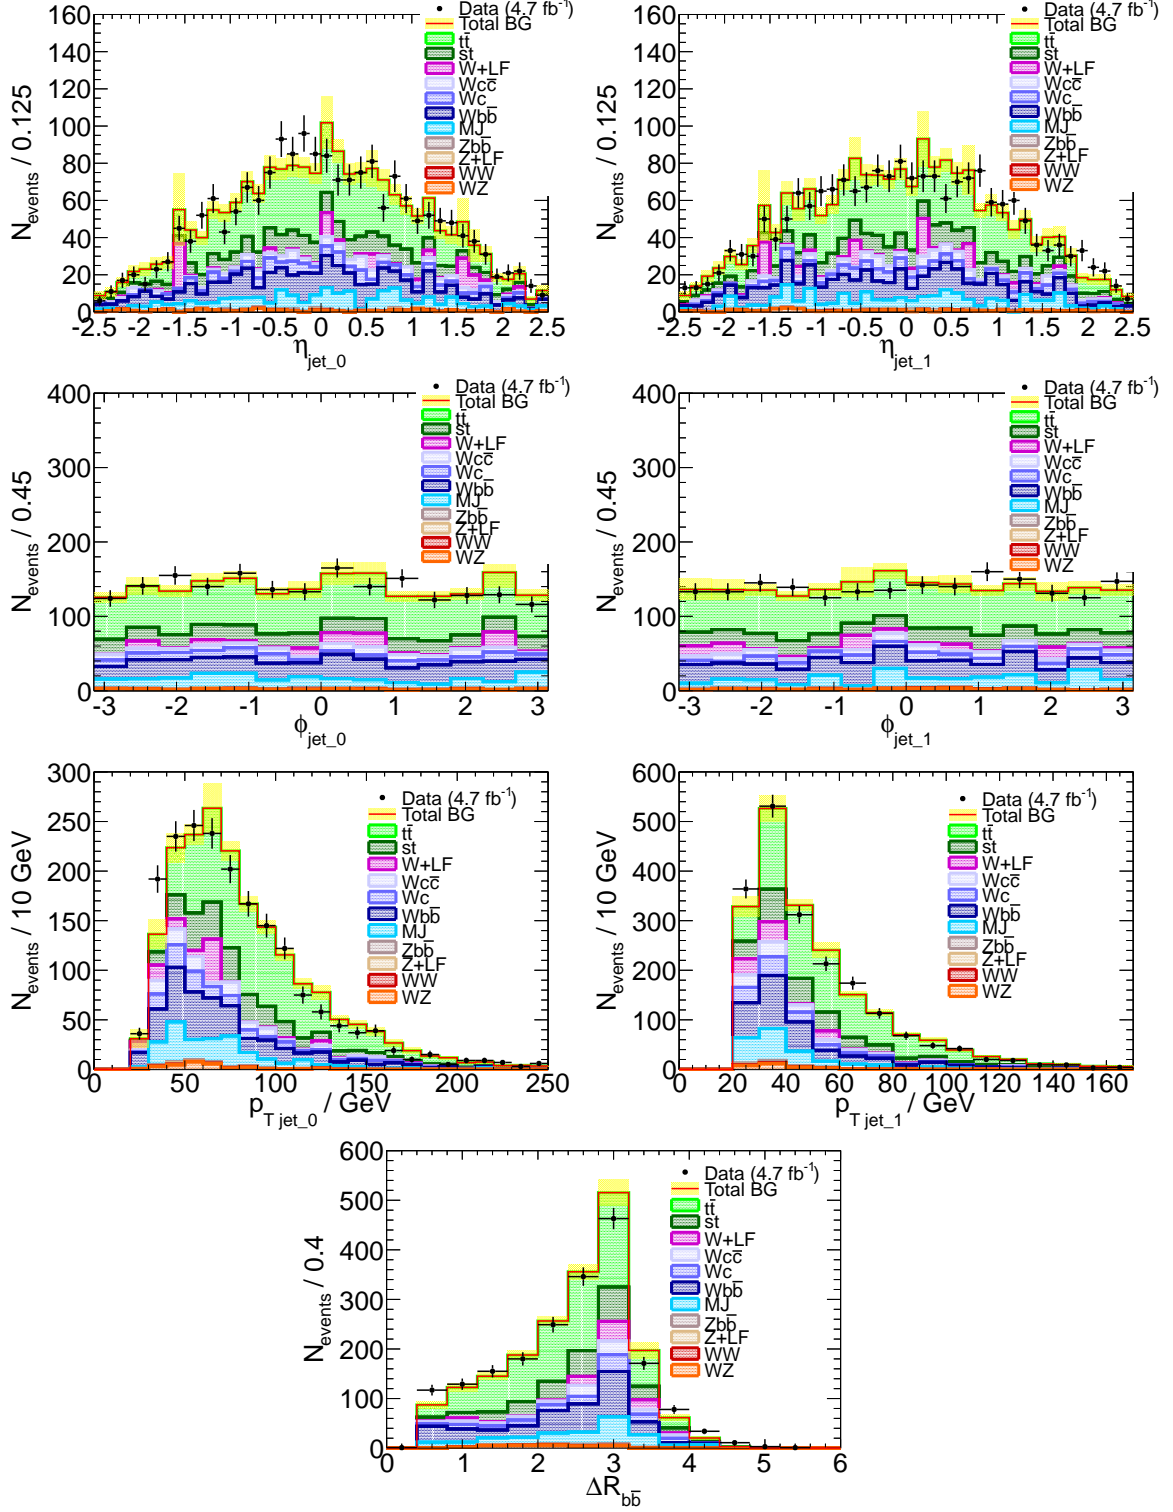 160
140
120
100
80
60
40
20
0
N_events / 0.125
Data (4.7 fb⁻¹)
Total BG
tt̄
st
W+LF
Wcc̄
Wc
Wbb̄
MJ
Zbb̄
Z+LF
WW
WZ
-2.5 -2 -1.5 -1 -0.5 0 0.5 1 1.5 2 2.5
η_jet_0
160
140
120
100
80
60
40
20
0
N_events / 0.125
Data (4.7 fb⁻¹)
Total BG
tt̄
st
W+LF
Wcc̄
Wc
Wbb̄
MJ
Zbb̄
Z+LF
WW
WZ
-2.5 -2 -1.5 -1 -0.5 0 0.5 1 1.5 2 2.5
η_jet_1
400
300
200
100
0
N_events / 0.45
Data (4.7 fb⁻¹)
Total BG
tt̄
st
W+LF
Wcc̄
Wc
Wbb̄
MJ
Zbb̄
Z+LF
WW
WZ
-3 -2 -1 0 1 2 3
ϕ_jet_0
400
300
200
100
0
N_events / 0.45
Data (4.7 fb⁻¹)
Total BG
tt̄
st
W+LF
Wcc̄
Wc
Wbb̄
MJ
Zbb̄
Z+LF
WW
WZ
-3 -2 -1 0 1 2 3
ϕ_jet_1
300
250
200
150
100
50
0
N_events / 10 GeV
Data (4.7 fb⁻¹)
Total BG
tt̄
st
W+LF
Wcc̄
Wc
Wbb̄
MJ
Zbb̄
Z+LF
WW
WZ
0 50 100 150 200 250
p_T jet_0 / GeV
600
500
400
300
200
100
0
N_events / 10 GeV
Data (4.7 fb⁻¹)
Total BG
tt̄
st
W+LF
Wcc̄
Wc
Wbb̄
MJ
Zbb̄
Z+LF
WW
WZ
0 20 40 60 80 100 120 140 160
p_T jet_1 / GeV
600
500
400
300
200
100
0
N_events / 0.4
Data (4.7 fb⁻¹)
Total BG
tt̄
st
W+LF
Wcc̄
Wc
Wbb̄
MJ
Zbb̄
Z+LF
WW
WZ
0 1 2 3 4 5 6
ΔR_bb̄